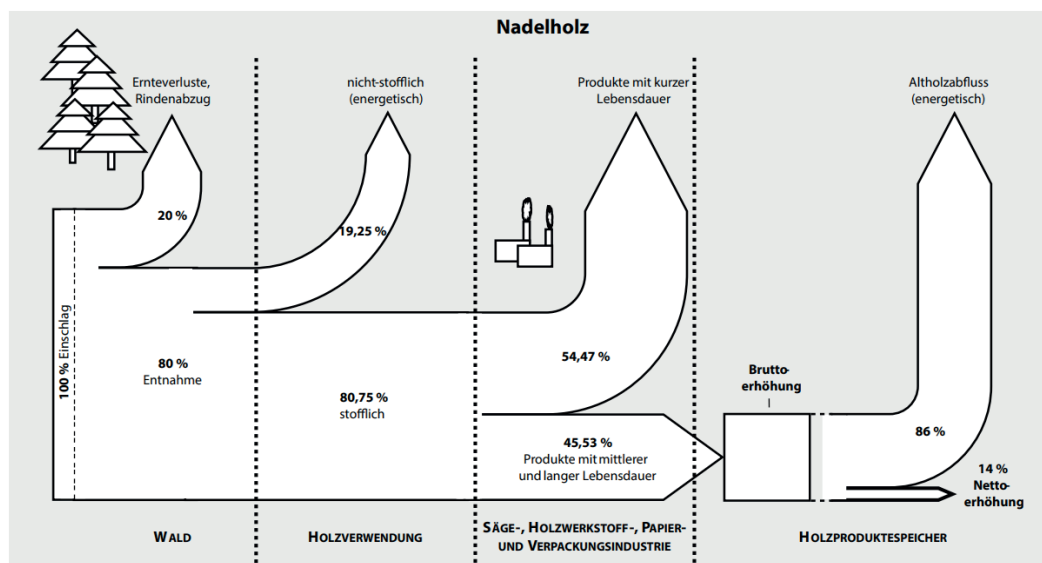 Nadelholz
Ernteverluste,
Rindenabzug
nicht-stofflich
(energetisch)
Produkte mit kurzer
Lebensdauer
Altholzabfluss
(energetisch)
20 %
19,25 %
100 % Einschlag
80 %
Entnahme
80,75 %
stofflich
54,47 %
45,53 %
Produkte mit mittlerer
und langer Lebensdauer
Brutto-
erhöhung
86 %
14 %
Netto-
erhöhung
WALD
HOLZVERWENDUNG
SÄGE-, HOLZWERKSTOFF-, PAPIER-
UND VERPACKUNGSINDUSTRIE
HOLZPRODUKTESPEICHER